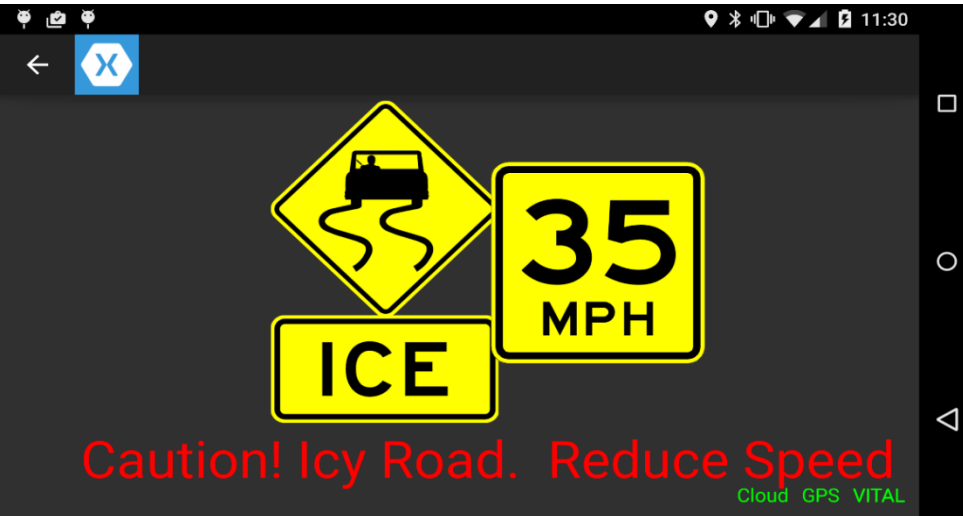 11:30
X
35
MPH
ICE
Caution! Icy Road. Reduce Speed
Cloud GPS VITAL